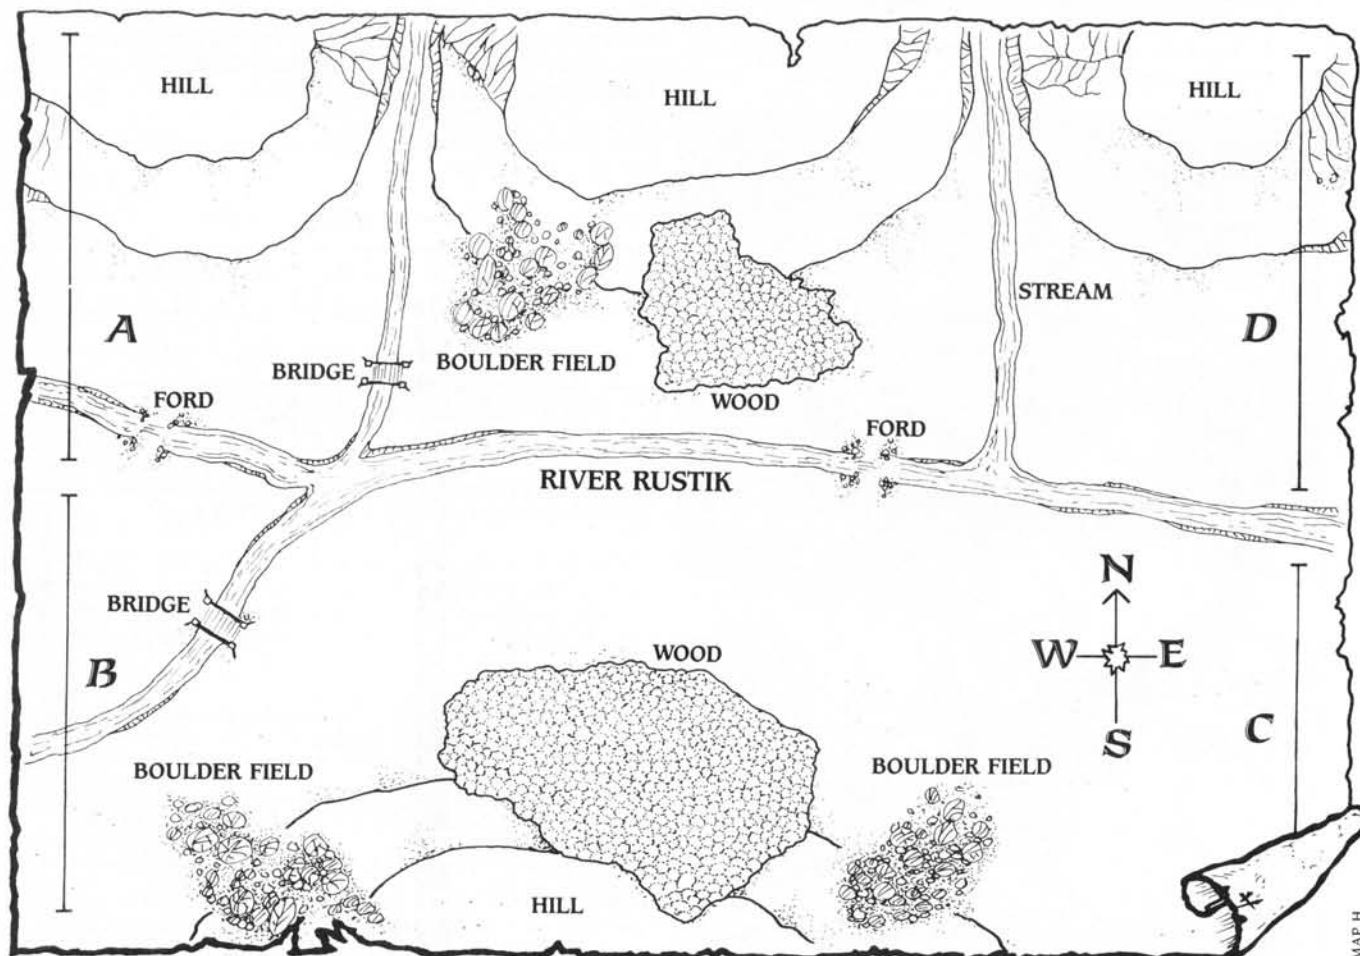 HILL
HILL
HILL
A
STREAM
D
BRIDGE
BOULDER FIELD
WOOD
FORD
FORD
RIVER RUSTIK
N
W E
S
BRIDGE
B
WOOD
C
BOULDER FIELD
BOULDER FIELD
HILL
MAP H